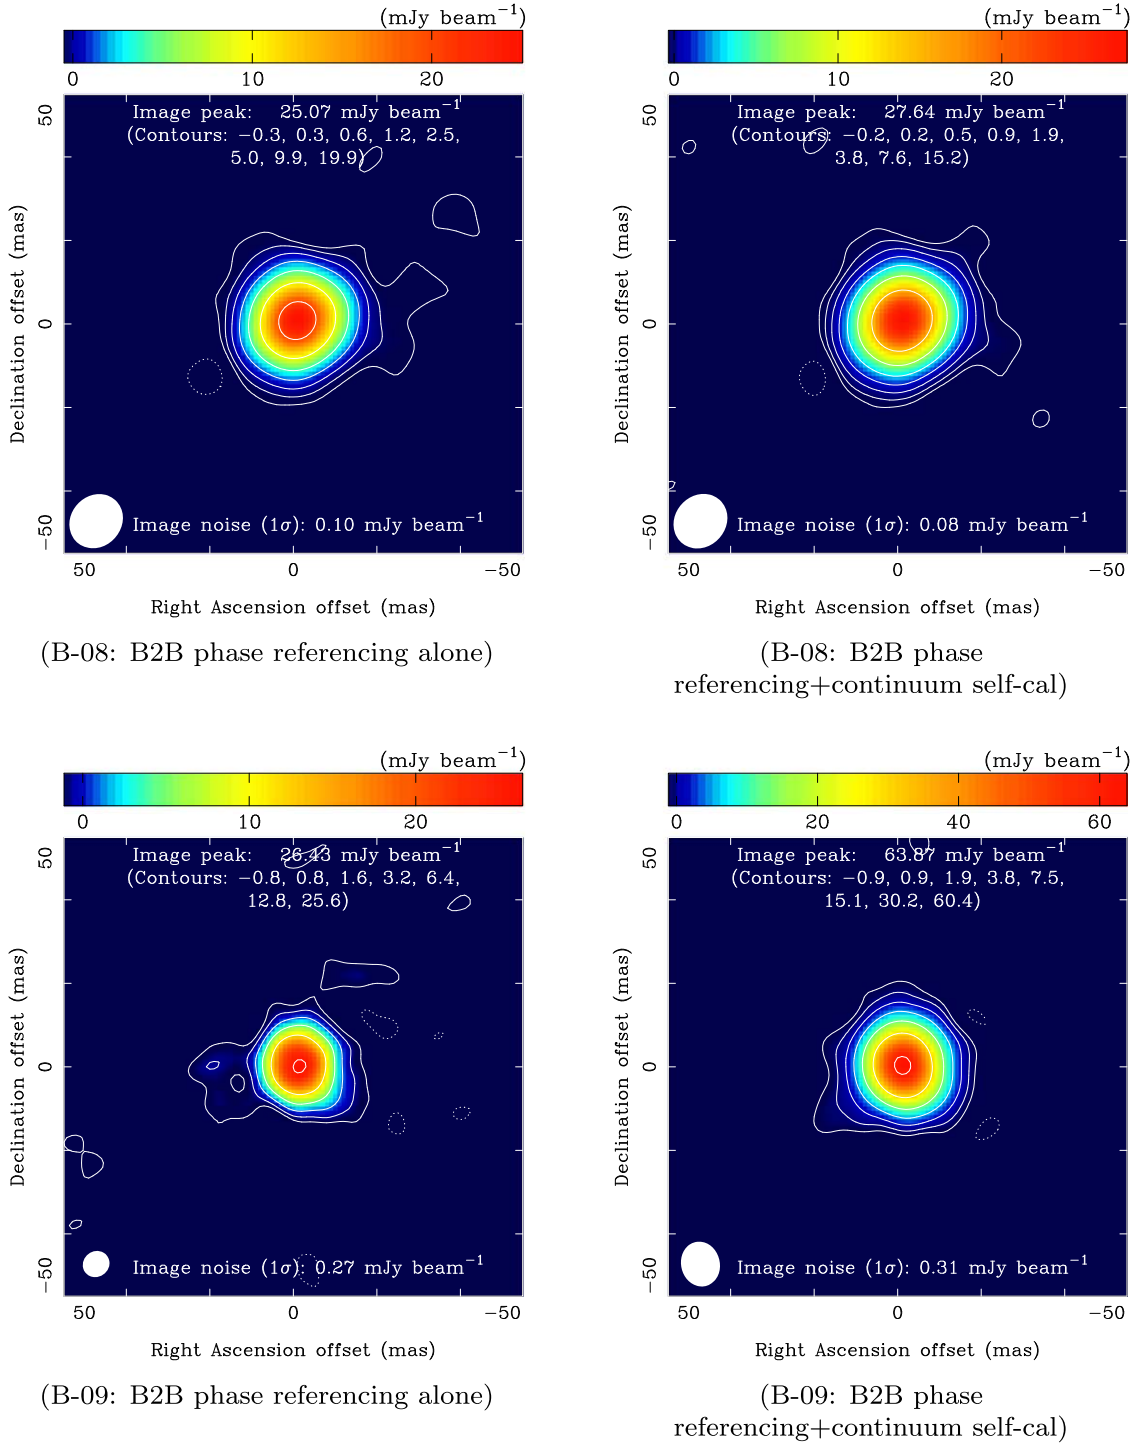 (mJy beam⁻¹)
0 10 20
Image peak: 25.07 mJy beam⁻¹
(Contours: −0.3, 0.3, 0.6, 1.2, 2.5,
5.0, 9.9, 19.9)
Image noise (1σ): 0.10 mJy beam⁻¹
50
0
−50
Declination offset (mas)
50 0 −50
Right Ascension offset (mas)
(B-08: B2B phase referencing alone)
(mJy beam⁻¹)
0 10 20
Image peak: 27.64 mJy beam⁻¹
(Contours: −0.2, 0.2, 0.5, 0.9, 1.9,
3.8, 7.6, 15.2)
Image noise (1σ): 0.08 mJy beam⁻¹
50
0
−50
Declination offset (mas)
50 0 −50
Right Ascension offset (mas)
(B-08: B2B phase
referencing+continuum self-cal)
(mJy beam⁻¹)
0 10 20
Image peak: 26.43 mJy beam⁻¹
(Contours: −0.8, 0.8, 1.6, 3.2, 6.4,
12.8, 25.6)
Image noise (1σ): 0.27 mJy beam⁻¹
50
0
−50
Declination offset (mas)
50 0 −50
Right Ascension offset (mas)
(B-09: B2B phase referencing alone)
(mJy beam⁻¹)
0 20 40 60
Image peak: 63.87 mJy beam⁻¹
(Contours: −0.9, 0.9, 1.9, 3.8, 7.5,
15.1, 30.2, 60.4)
Image noise (1σ): 0.31 mJy beam⁻¹
50
0
−50
Declination offset (mas)
50 0 −50
Right Ascension offset (mas)
(B-09: B2B phase
referencing+continuum self-cal)